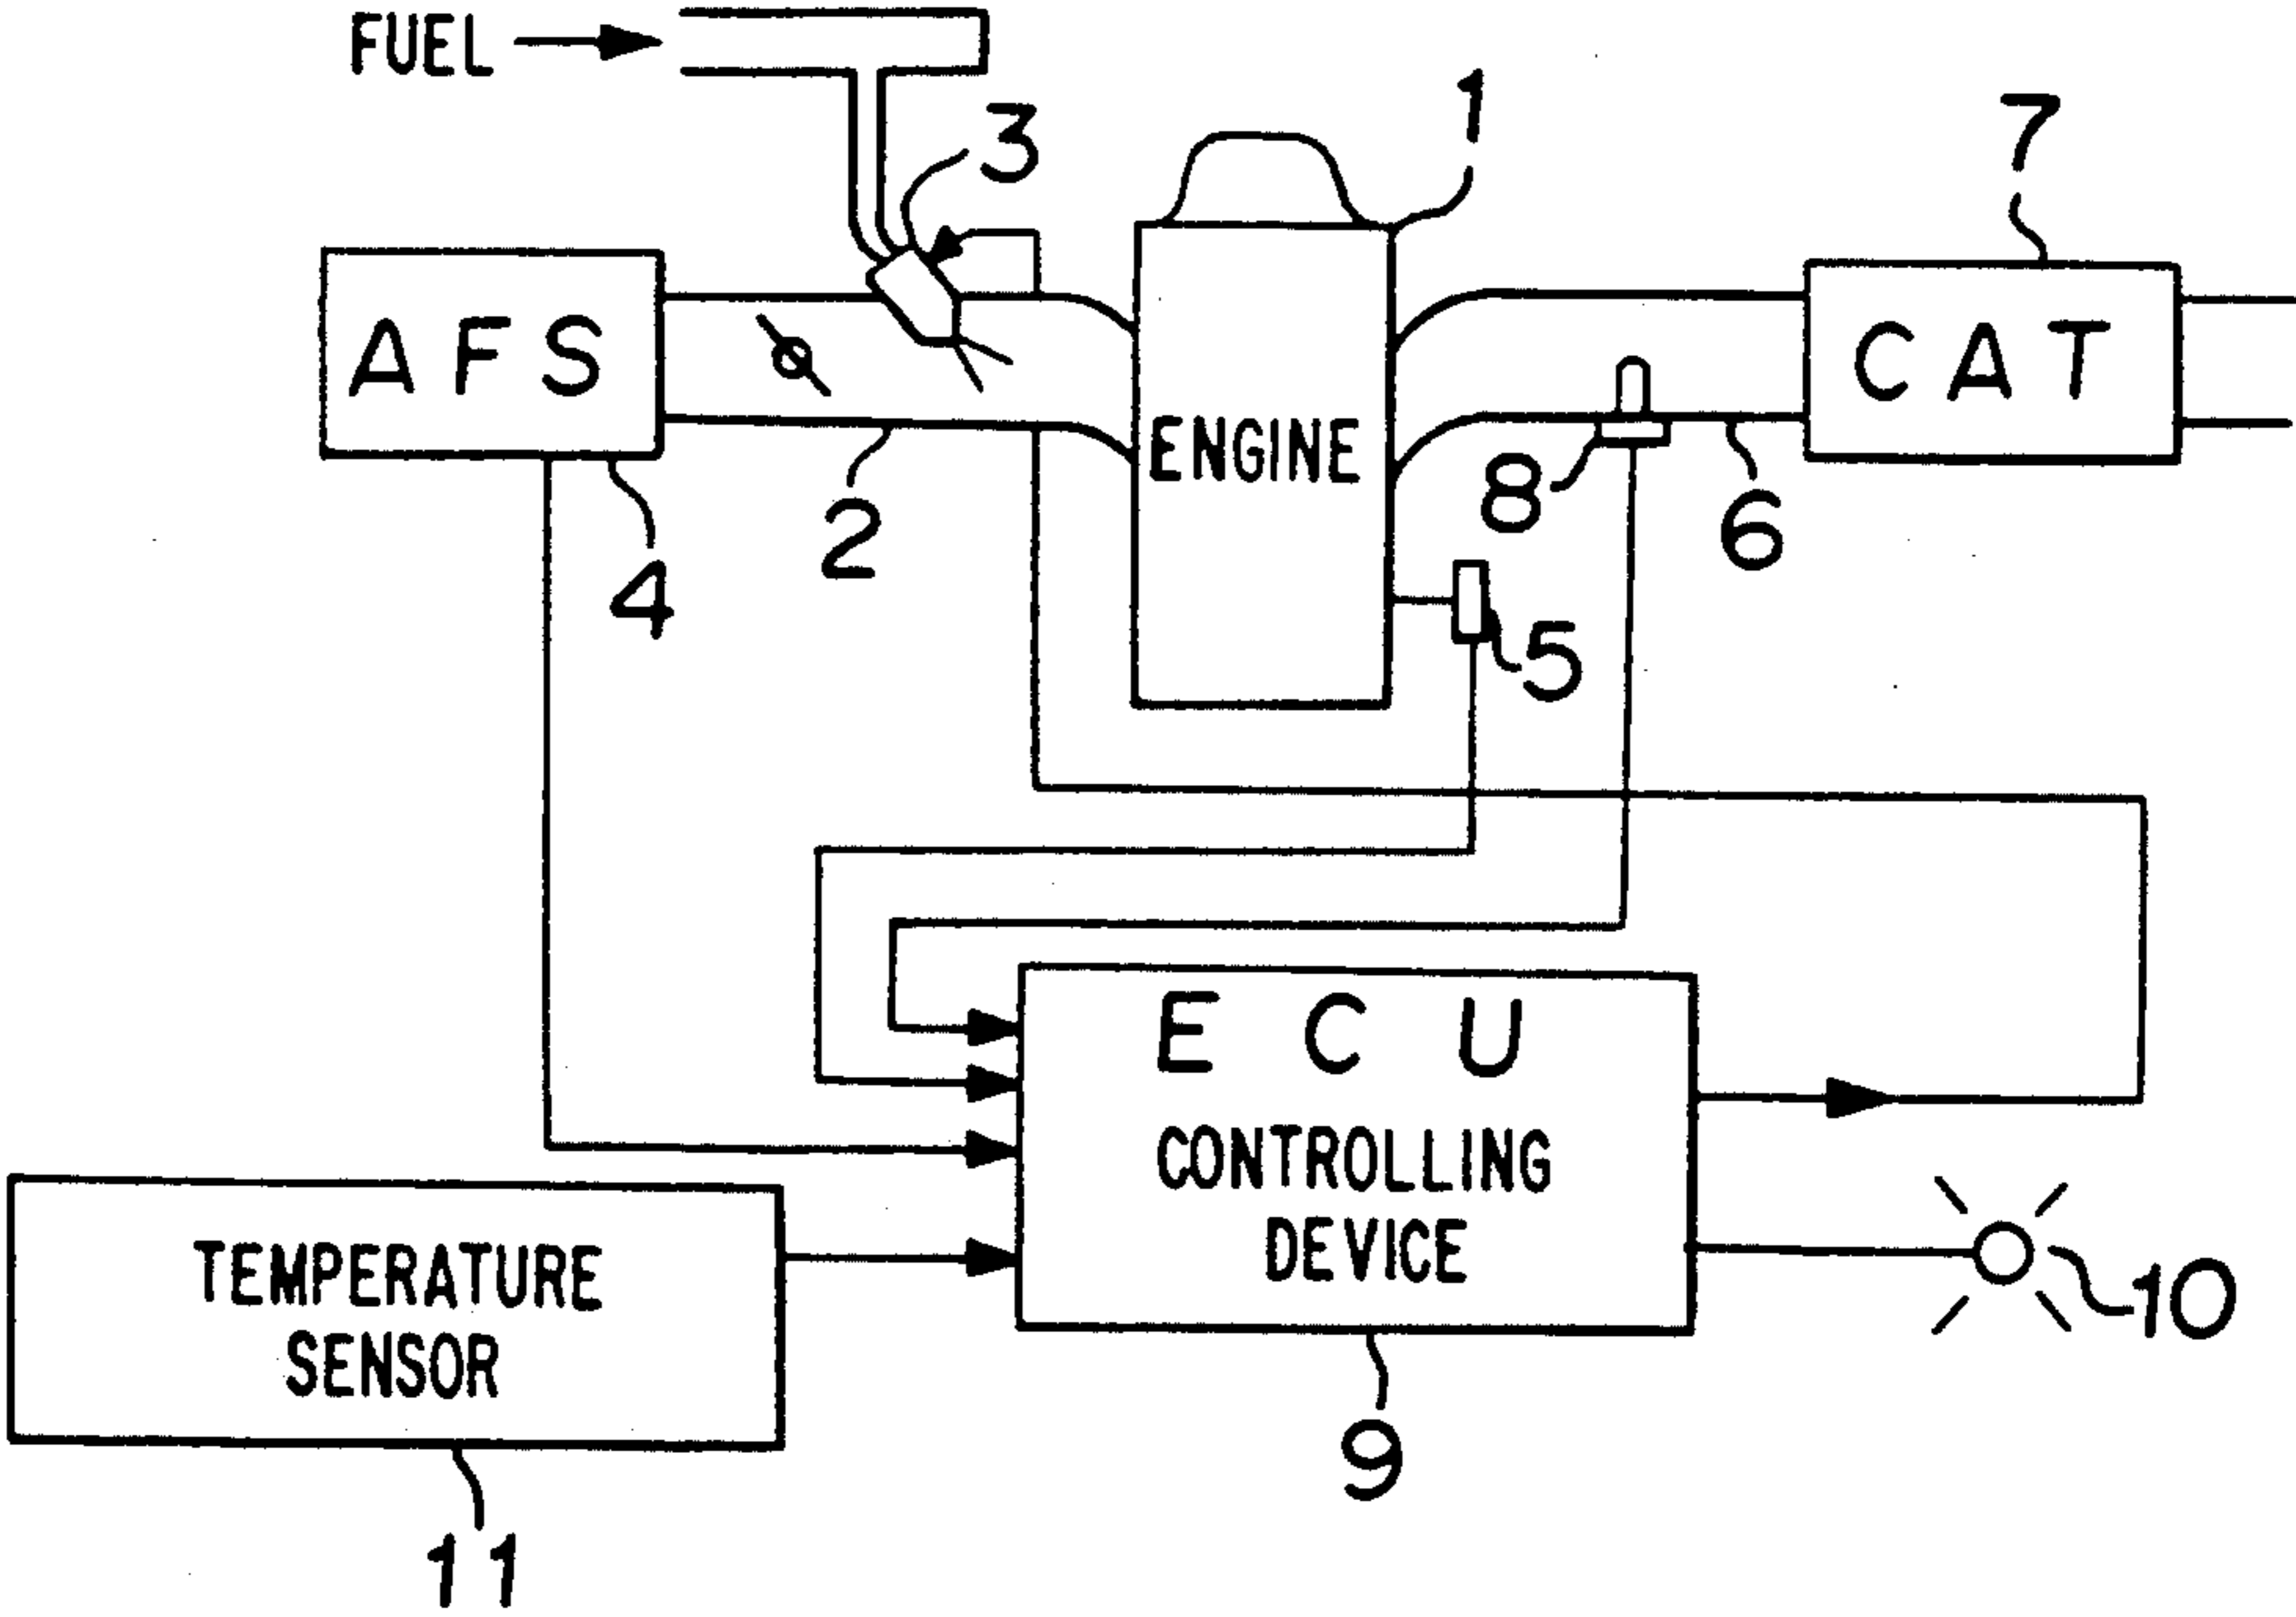 FUEL
3
1
7
AFS
ENGINE
CAT
2
8
6
4
5
ECU
CONTROLLING
DEVICE
TEMPERATURE
SENSOR
10
9
11